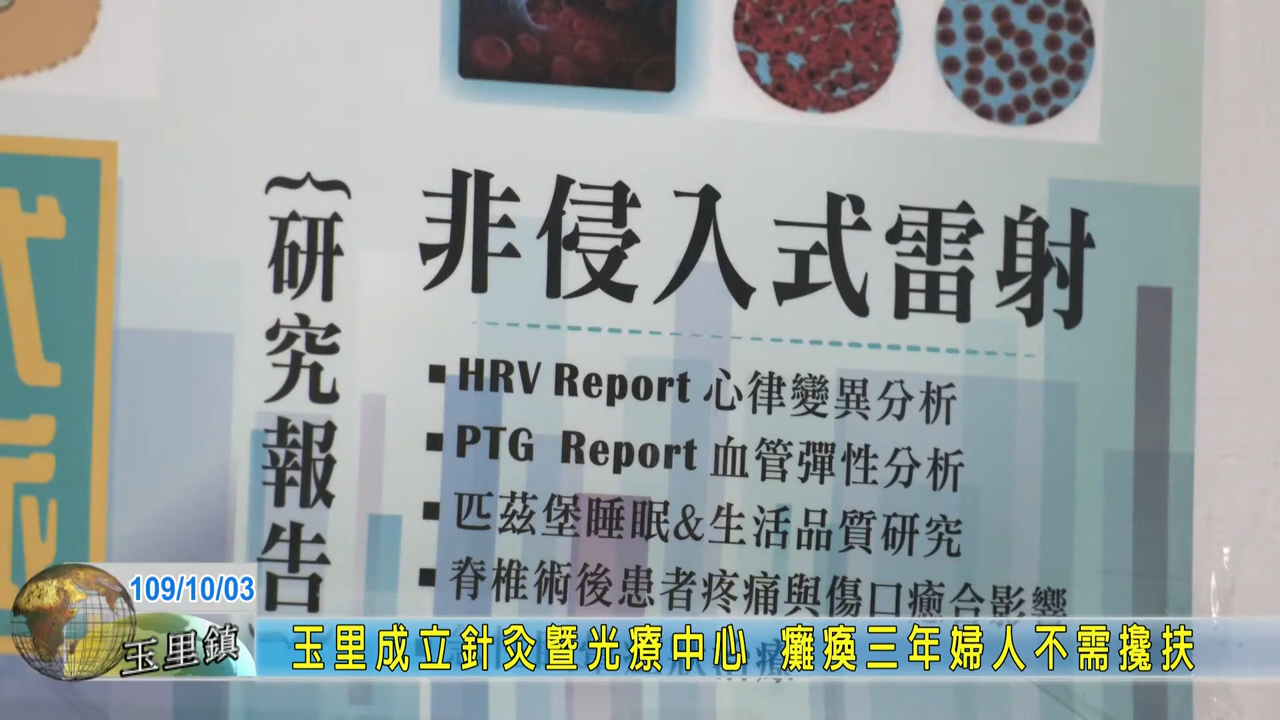 非侵入式雷射
{研究報告
▪HRV Report 心律變異分析
▪PTG Report 血管彈性分析
▪匹茲堡睡眠&生活品質研究
▪脊椎術後患者疼痛與傷口癒合影響
109/10/03
玉里鎮
玉里成立針灸暨光療中心 癱瘓三年婦人不需攙扶